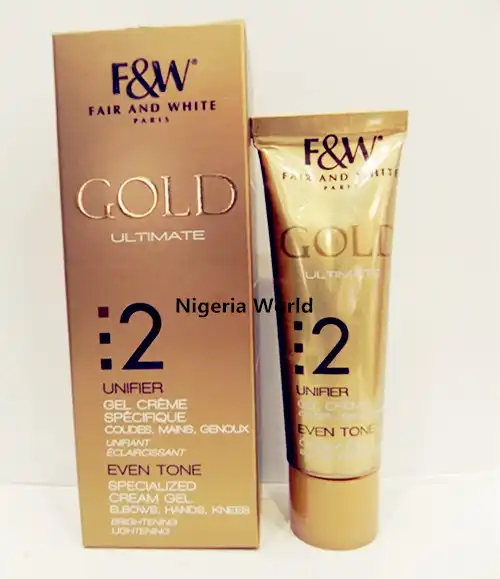 F&W®
FAIR AND WHITE
PARIS
GOLD
ULTIMATE
:2
UNIFIER
GEL CRÈME
SPÉCIFIQUE
COUDES, MAINS, GENOUX
UNIFIANT
ÉCLAIRCISSANT
EVEN TONE
SPECIALIZED
CREAM GEL
ELBOWS, HANDS, KNEES
BRIGHTENING
LIGHTENING
F&W®
FAIR AND WHITE
PARIS
GOLD
ULTIMATE
:2
UNIFIER
GEL CRÈME
EVEN TONE
Nigeria World